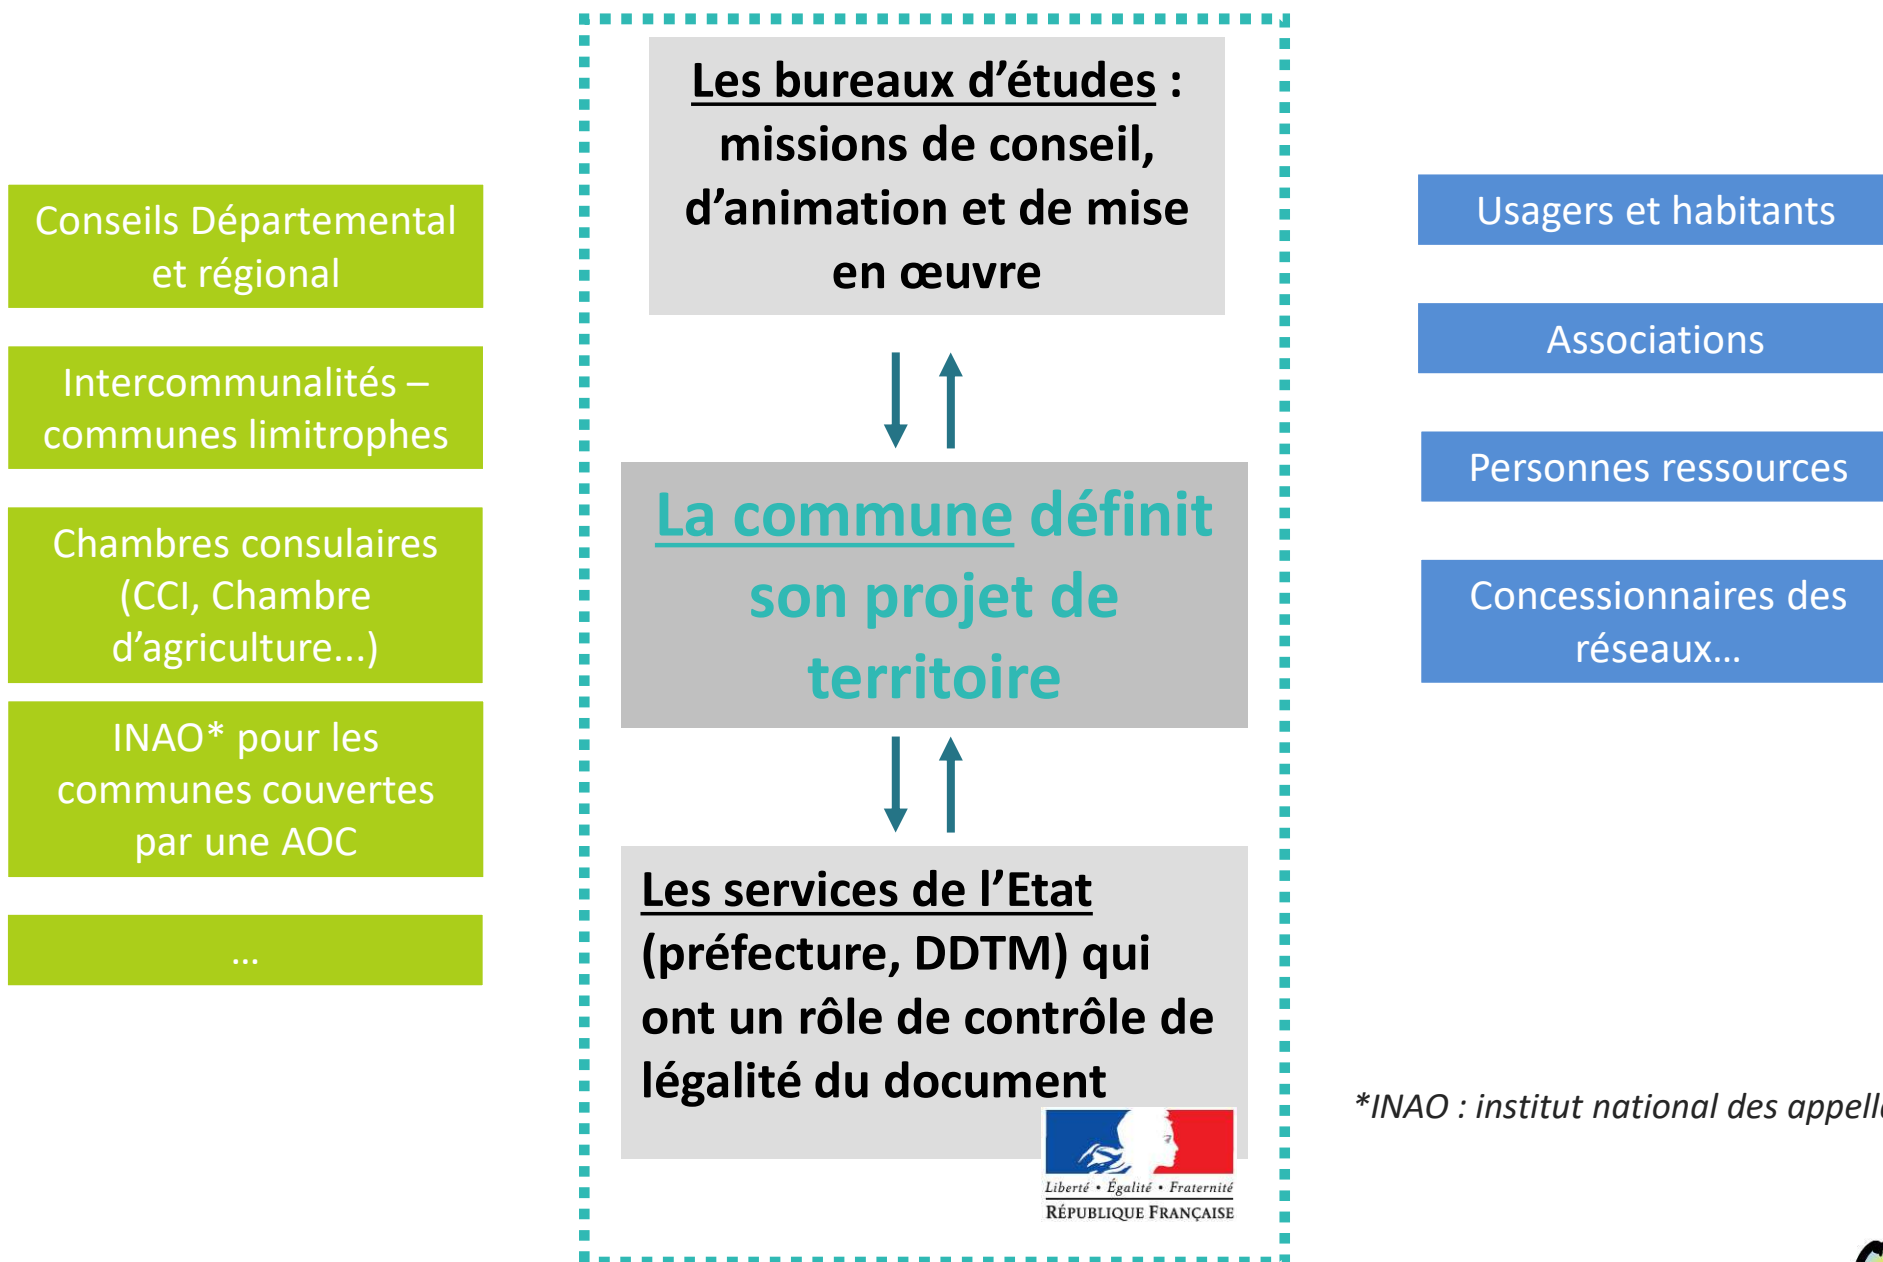 Conseils Départemental
et régional
Intercommunalités –
communes limitrophes
Chambres consulaires
(CCI, Chambre
d’agriculture...)
INAO* pour les
communes couvertes
par une AOC
…
Les bureaux d’études :
missions de conseil,
d’animation et de mise
en œuvre
La commune définit
son projet de
territoire
Les services de l’Etat
(préfecture, DDTM) qui
ont un rôle de contrôle de
légalité du document
Liberté • Égalité • Fraternité
RÉPUBLIQUE FRANÇAISE
Usagers et habitants
Associations
Personnes ressources
Concessionnaires des
réseaux…
*INAO : institut national des